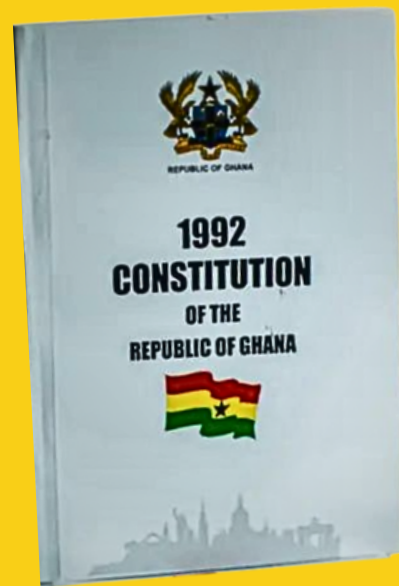 REPUBLIC OF GHANA
1992
CONSTITUTION
OF THE
REPUBLIC OF GHANA